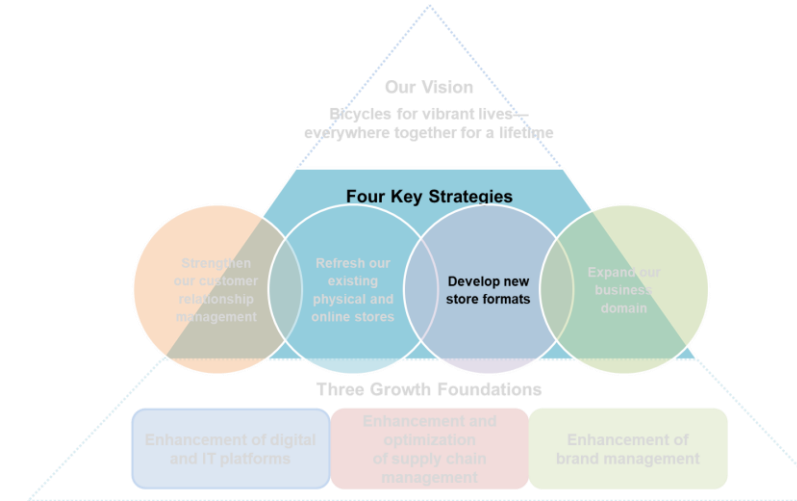 Our Vision
Bicycles for vibrant lives—
everywhere together for a lifetime
Four Key Strategies
Strengthen
our customer
relationship
management
Refresh our
existing
physical and
online stores
Develop new
store formats
Expand our
business
domain
Three Growth Foundations
Enhancement of digital
and IT platforms
Enhancement and
optimization
of supply chain
management
Enhancement of
brand management